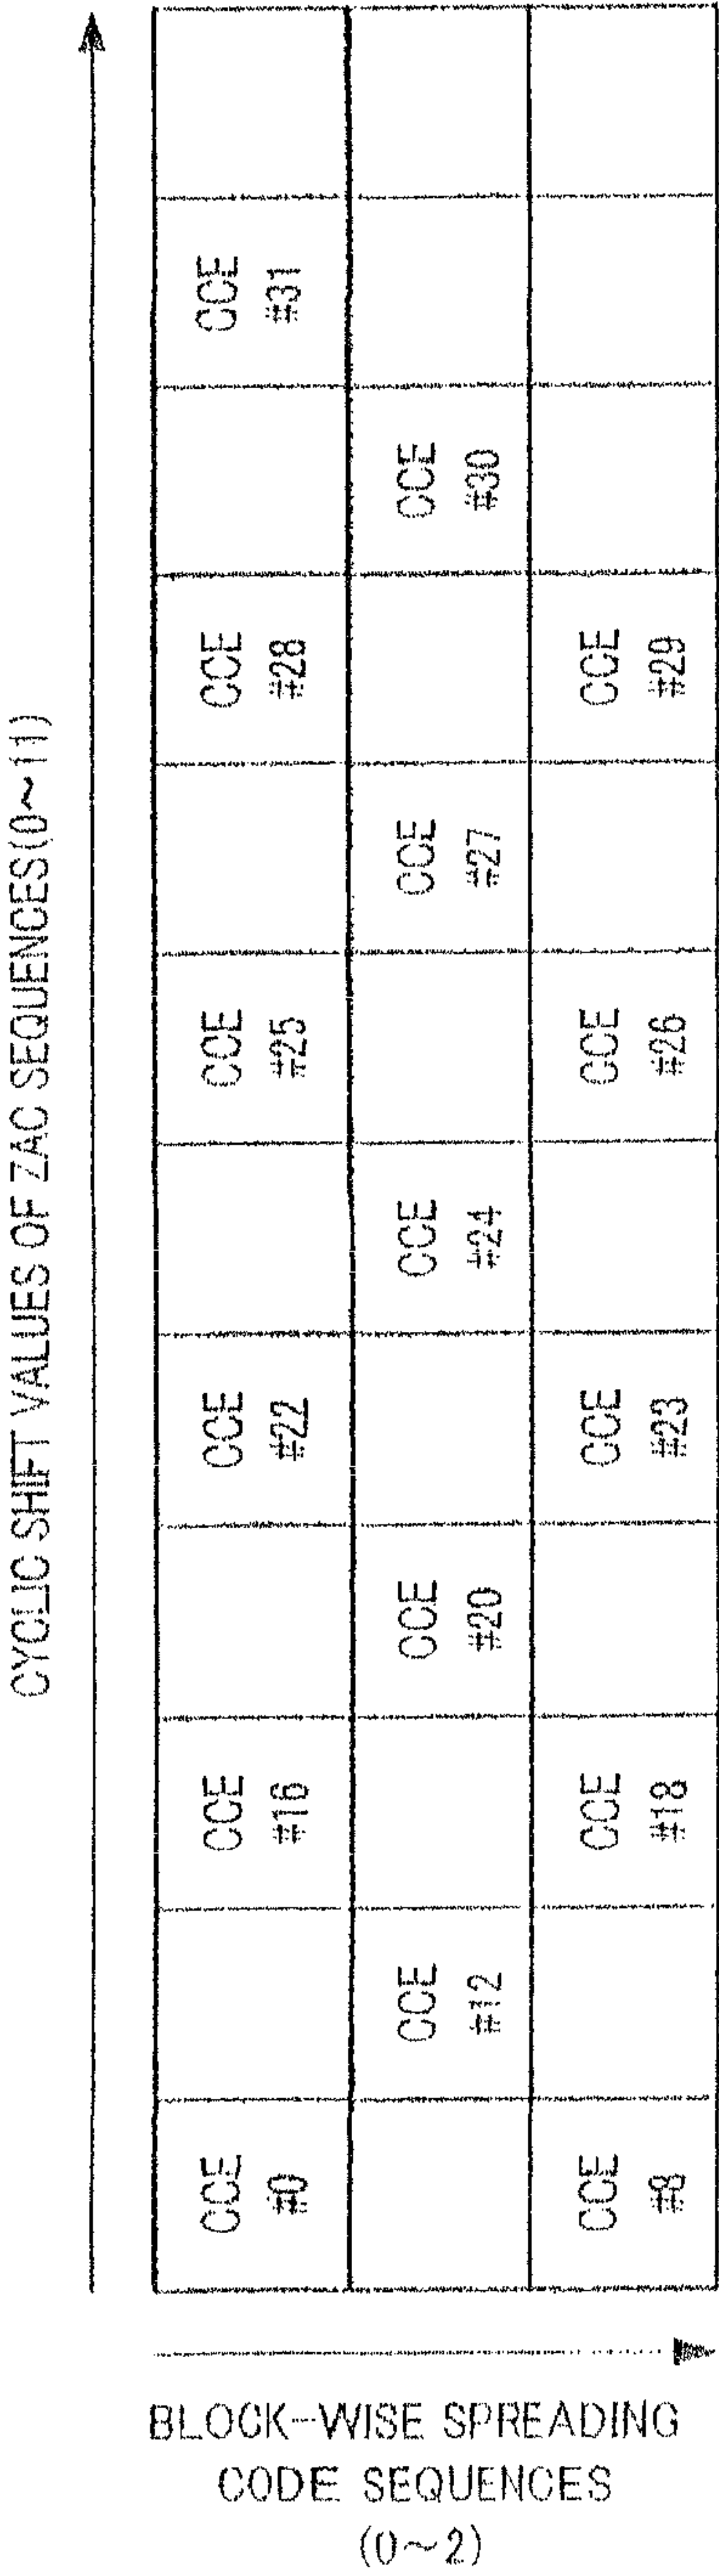 CYCLIC SHIFT VALUES OF ZAC SEQUENCES(0~11)
CCE
#31
CCE
#30
CCE
#28
CCE
#29
CCE
#27
CCE
#25
CCE
#26
CCE
#24
CCE
#22
CCE
#23
CCE
#20
CCE
#16
CCE
#18
CCE
#12
CCE
#0
CCE
#8
BLOCK-WISE SPREADING
CODE SEQUENCES
(0~2)